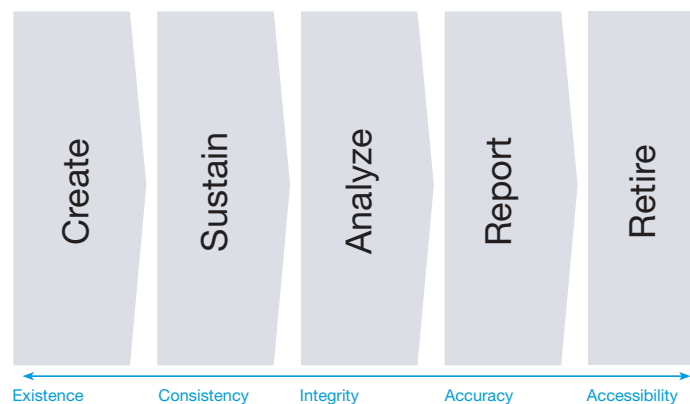 Create
Sustain
Analyze
Report
Retire
Existence
Consistency
Integrity
Accuracy
Accessibility